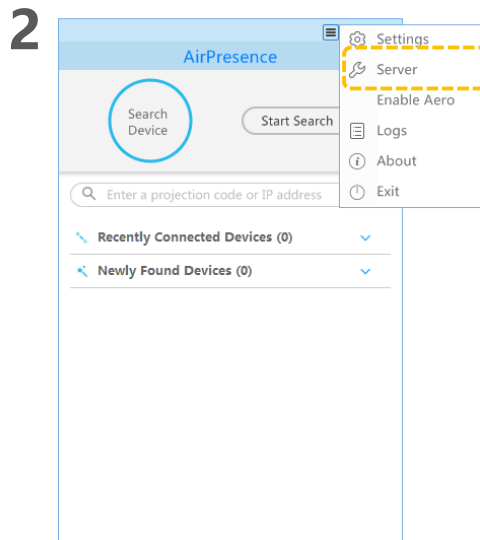 2
AirPresence
Settings
Server
Enable Aero
Logs
About
Exit
Search
Device
Start Search
Enter a projection code or IP address
Recently Connected Devices (0)
Newly Found Devices (0)